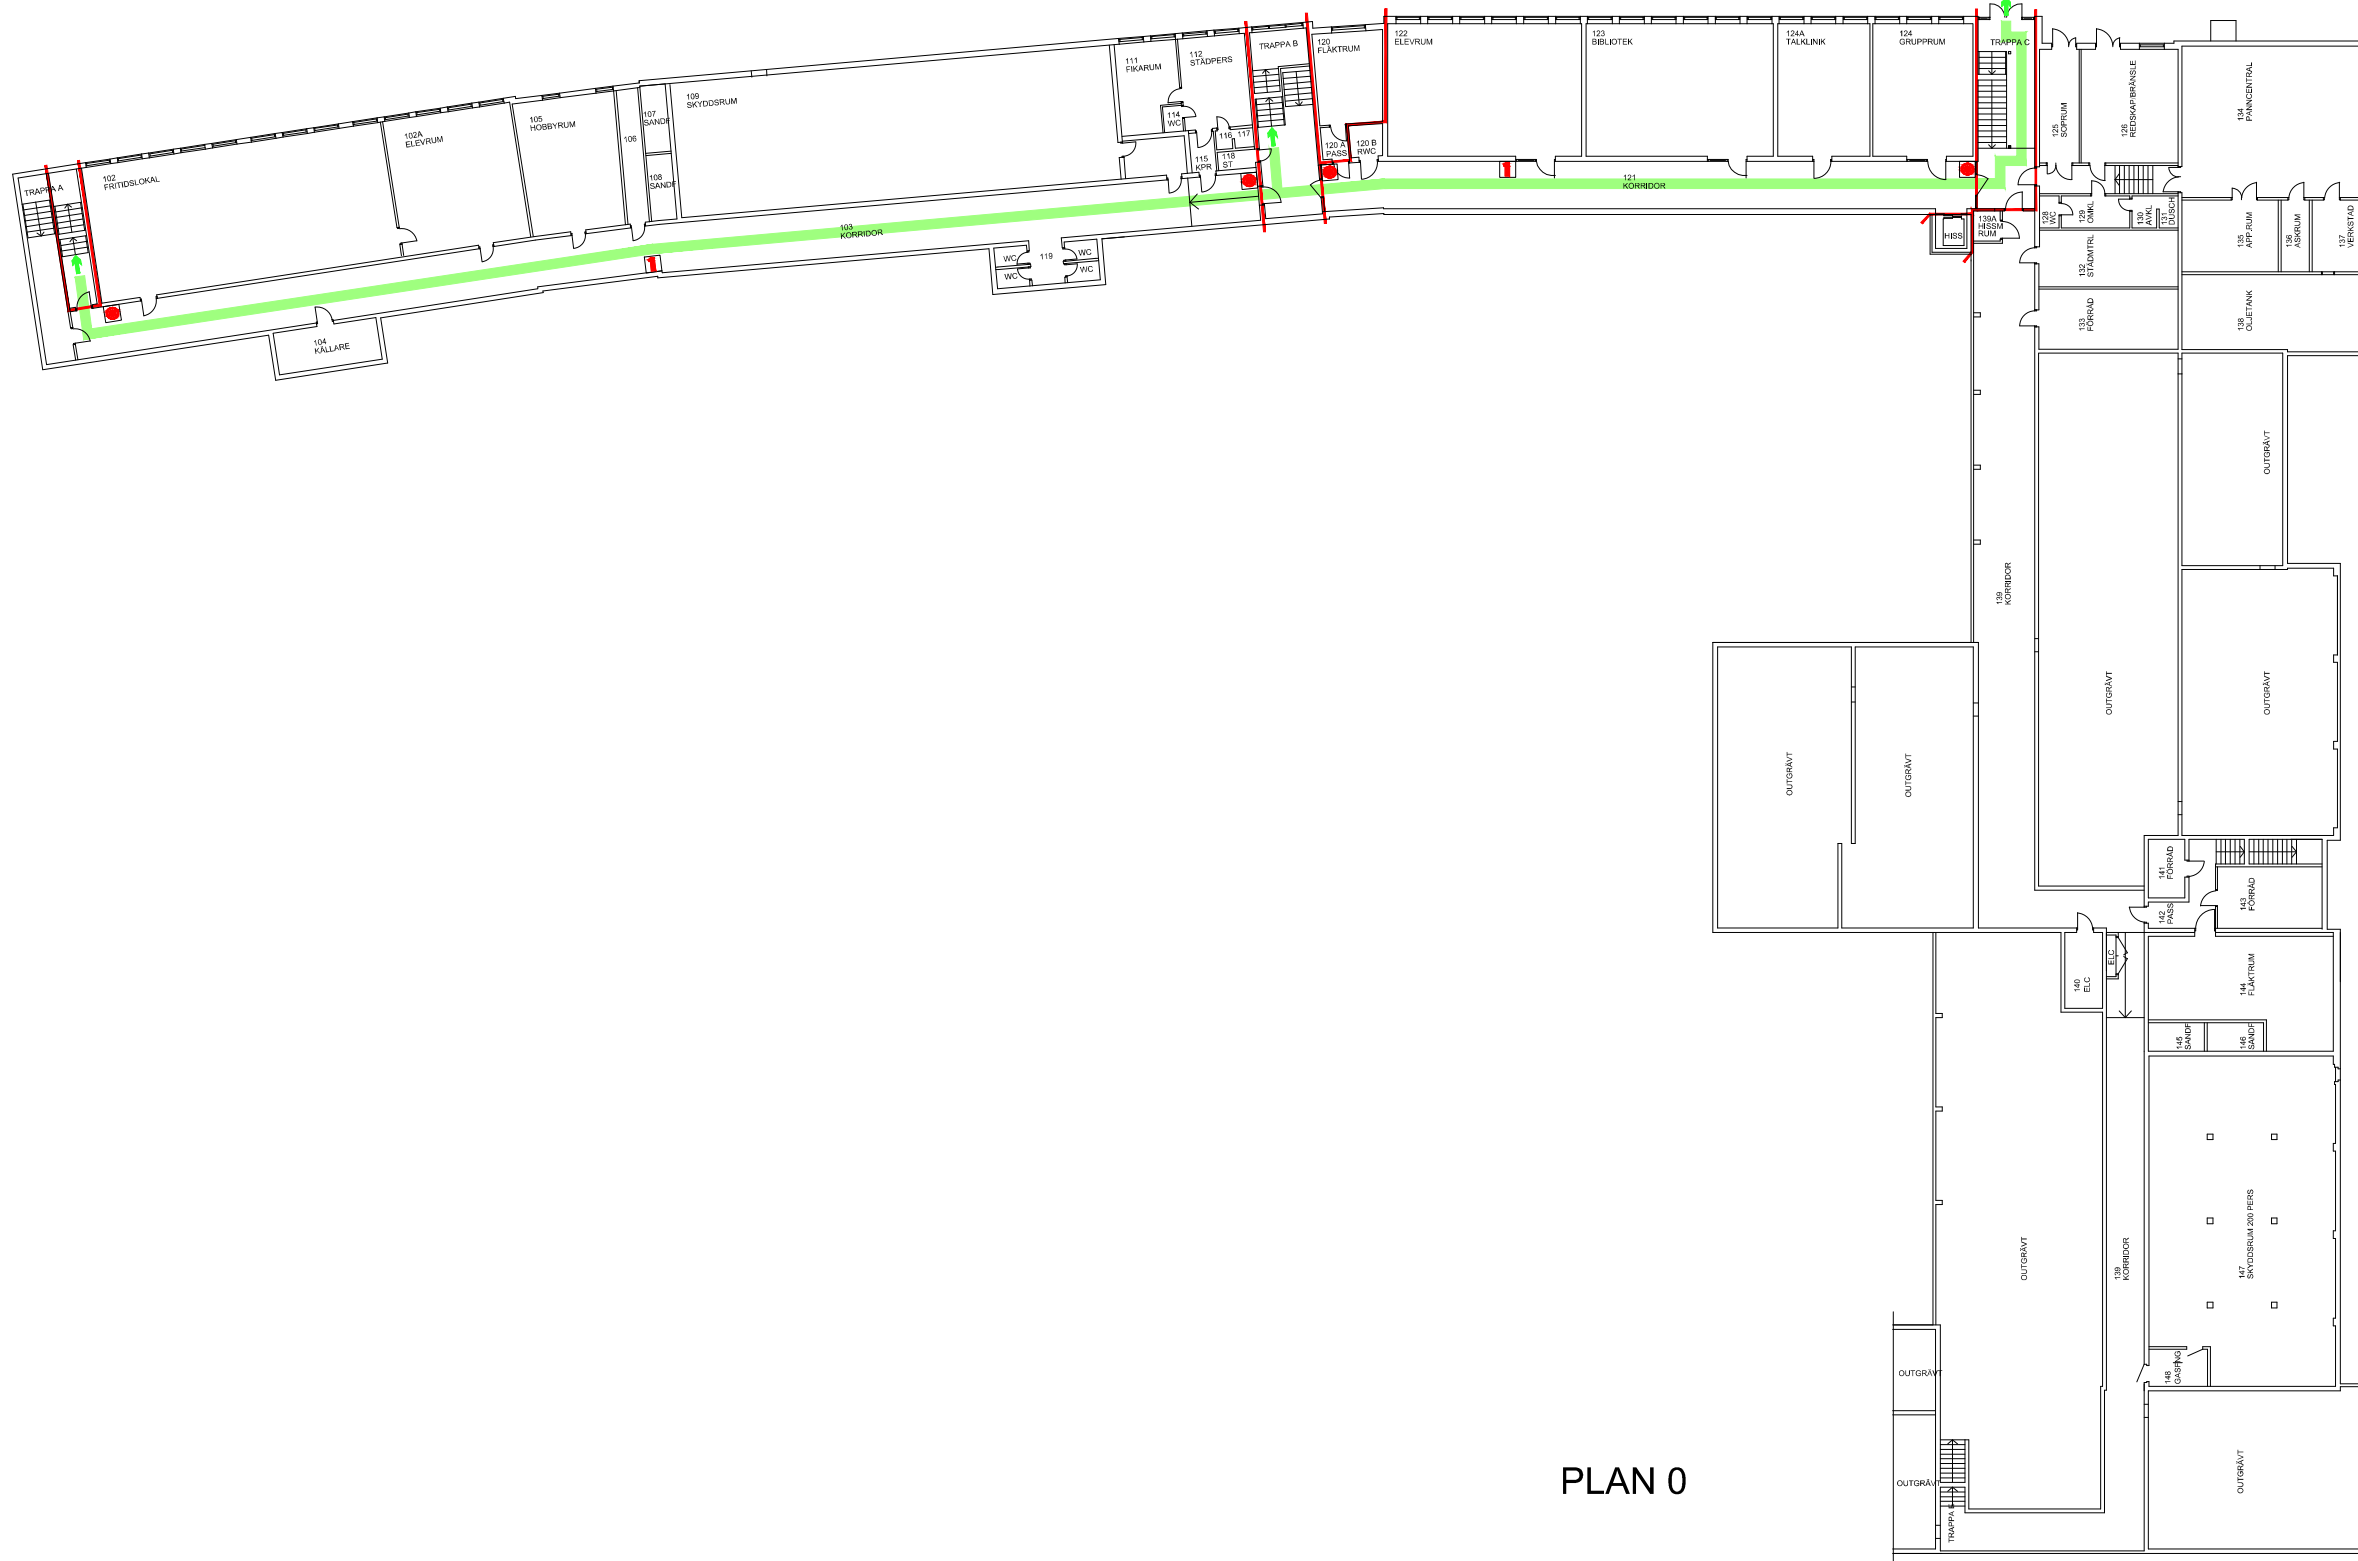 TRAPPA A
102
FRITIDSLOKAL
102A
ELEVRUM
105
HOBBYRUM
106
107
SANDF
108
SANDF
109
SKYDDSRUM
111
FIKARUM
112
STÄDPERS
114
WC
115
KPR
116
117
118
ST
TRAPPA B
120
FLÄKTRUM
120 A
PASS
120 B
RWC
122
ELEVRUM
123
BIBLIOTEK
124A
TALKLINIK
124
GRUPPRUM
TRAPPA C
125
SOPRUM
126
REDSKAP/BRÄNSLE
134
PANNCENTRAL
103
KORRIDOR
121
KORRIDOR
104
KÄLLARE
WC
WC
119
WC
WC
HISS
139A
HISSM
RUM
128
WC
129
OMKL
130
AVKL
131
DUSCH
132
STÄDMTRL
133
FÖRRÅD
135
APP.RUM
136
ASKRUM
137
VERKSTAD
138
OLJETANK
OUTGRÄVT
139
KORRIDOR
OUTGRÄVT
OUTGRÄVT
OUTGRÄVT
OUTGRÄVT
141
FÖRRÅD
142
PASS
143
FÖRRÅD
140
ELC
ELC
144
FLÄKTRUM
145
SANDF
146
SANDF
147
SKYDDSRUM 200 PERS
OUTGRÄVT
139
KORRIDOR
148
GASFNG
OUTGRÄVT
OUTGRÄVT
OUTGRÄVT
PLAN 0